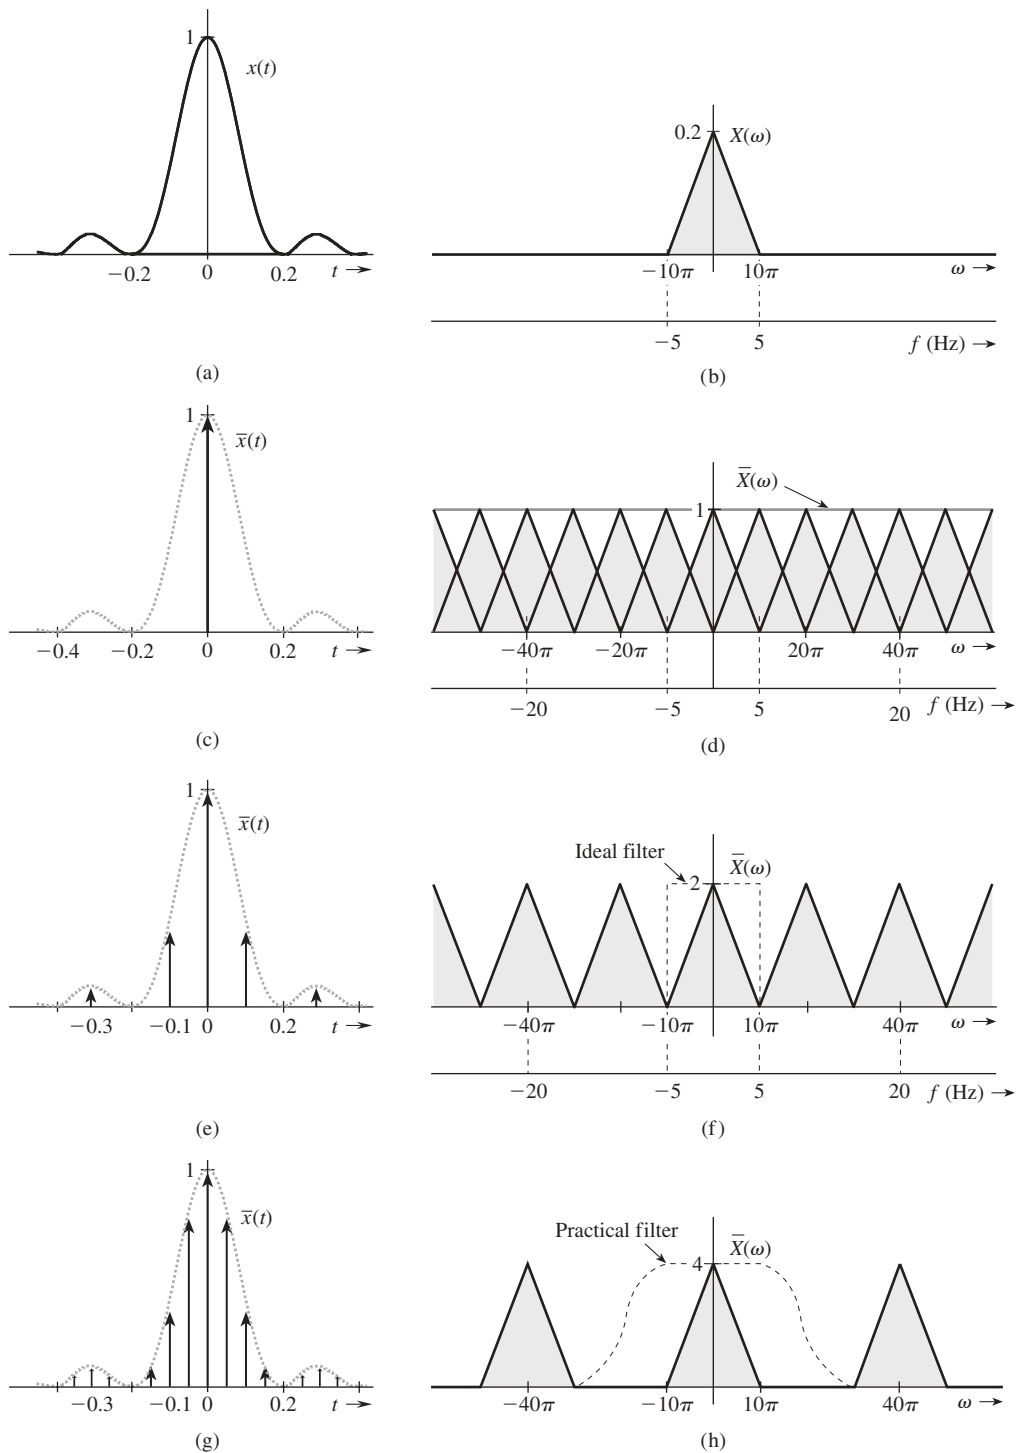 1
x(t)
−0.2 0 0.2 t
(a)
0.2 X(ω)
−10π 10π ω
−5 5 f (Hz)
(b)
1
x̅(t)
−0.4 −0.2 0 0.2 t
(c)
X̅(ω)
1
−40π −20π 20π 40π ω
−20 −5 5 20 f (Hz)
(d)
1
x̅(t)
−0.3 −0.1 0 0.2 t
(e)
Ideal filter
X̅(ω)
2
−40π −10π 10π 40π ω
−20 −5 5 20 f (Hz)
(f)
1
x̅(t)
−0.3 −0.1 0 0.2 t
(g)
Practical filter
X̅(ω)
4
−40π −10π 10π 40π ω
(h)